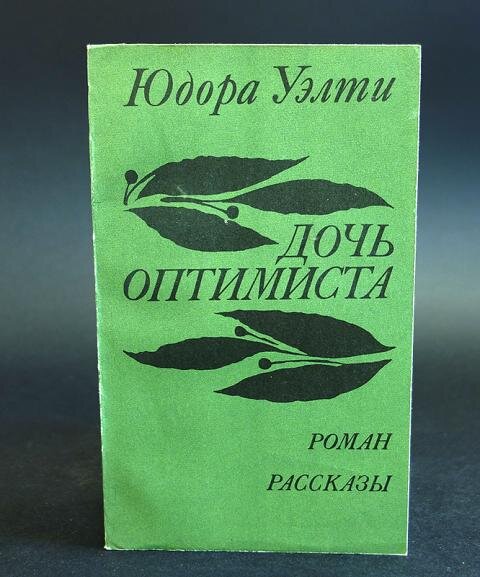 Юдора Уэлти
ДОЧЬ
ОПТИМИСТА
РОМАН
РАССКАЗЫ